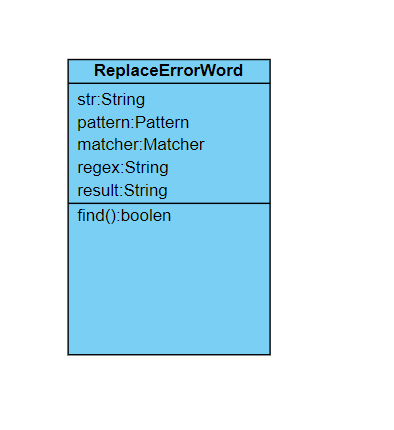 ReplaceErrorWord
str:String
pattern:Pattern
matcher:Matcher
regex:String
result:String
find():boolen